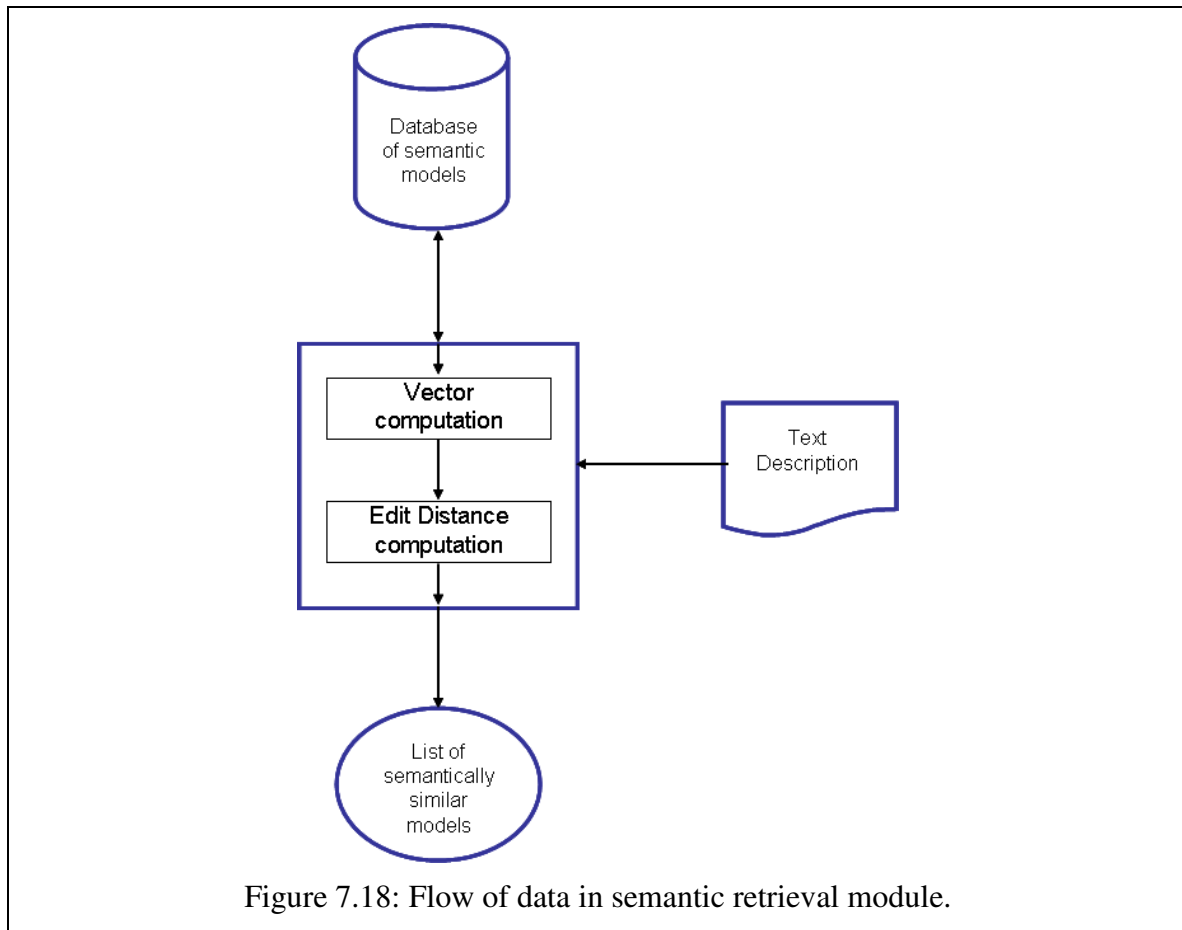 Database
of semantic
models
Vector
computation
Text
Description
Edit Distance
computation
List of
semantically
similar
models
Figure 7.18: Flow of data in semantic retrieval module.